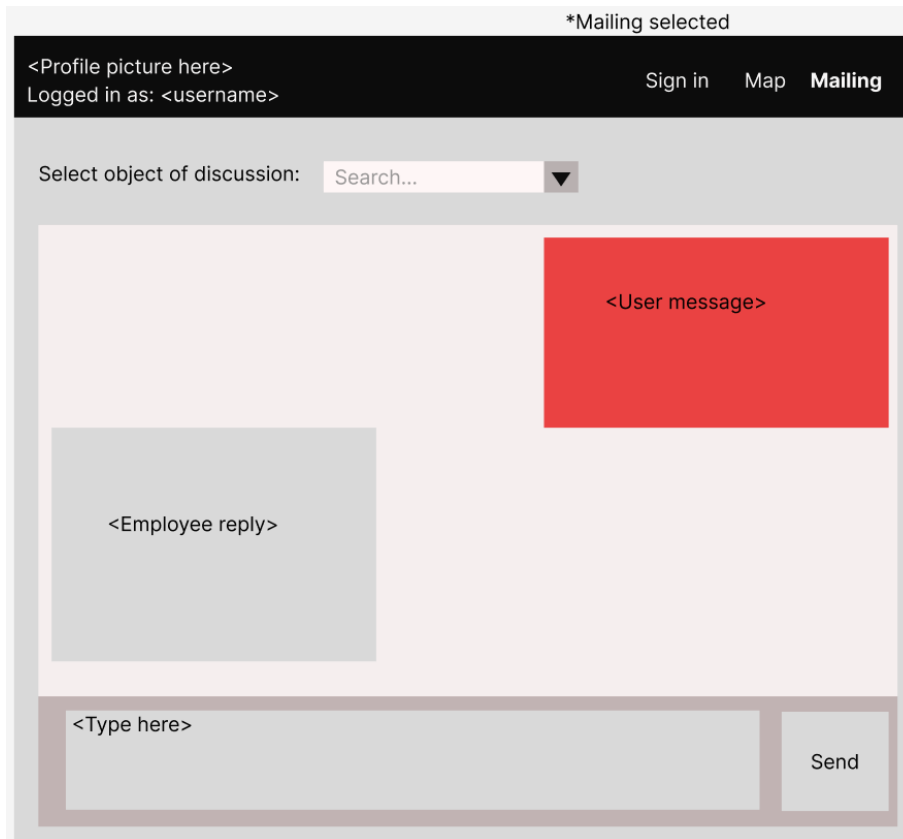 *Mailing selected
<Profile picture here>
Logged in as: <username>
Sign in Map Mailing
Select object of discussion: Search...
<User message>
<Employee reply>
<Type here>
Send